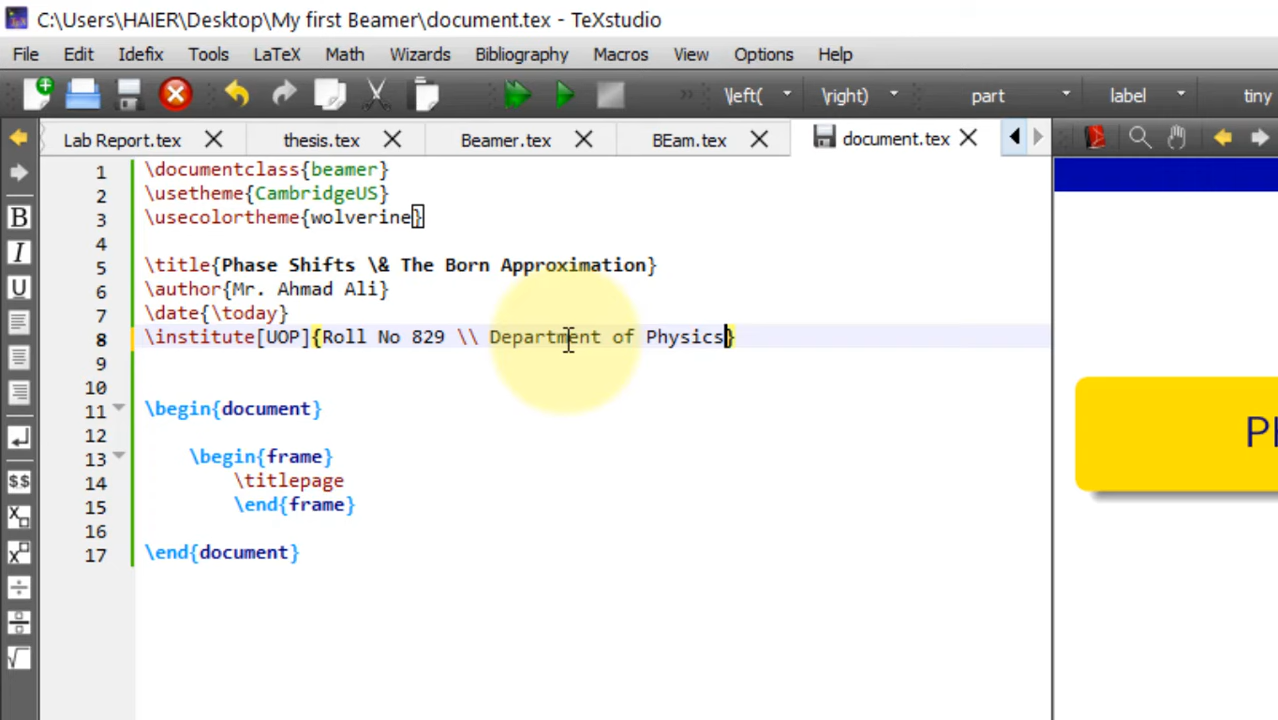 C:\Users\HAIER\Desktop\My first Beamer\document.tex - TeXstudio
File Edit Idefix Tools LaTeX Math Wizards Bibliography Macros View Options Help
\left( \right) part label tiny
Lab Report.tex thesis.tex Beamer.tex BEam.tex document.tex
1 \documentclass{beamer}
2 \usetheme{CambridgeUS}
3 \usecolortheme{wolverine}
4
5 \title{Phase Shifts \& The Born Approximation}
6 \author{Mr. Ahmad Ali}
7 \date{\today}
8 \institute[UOP]{Roll No 829 \\ Department of Physics}
9
10
11 \begin{document}
12
13 \begin{frame}
14 \titlepage
15 \end{frame}
16
17 \end{document}
B
I
U
$$